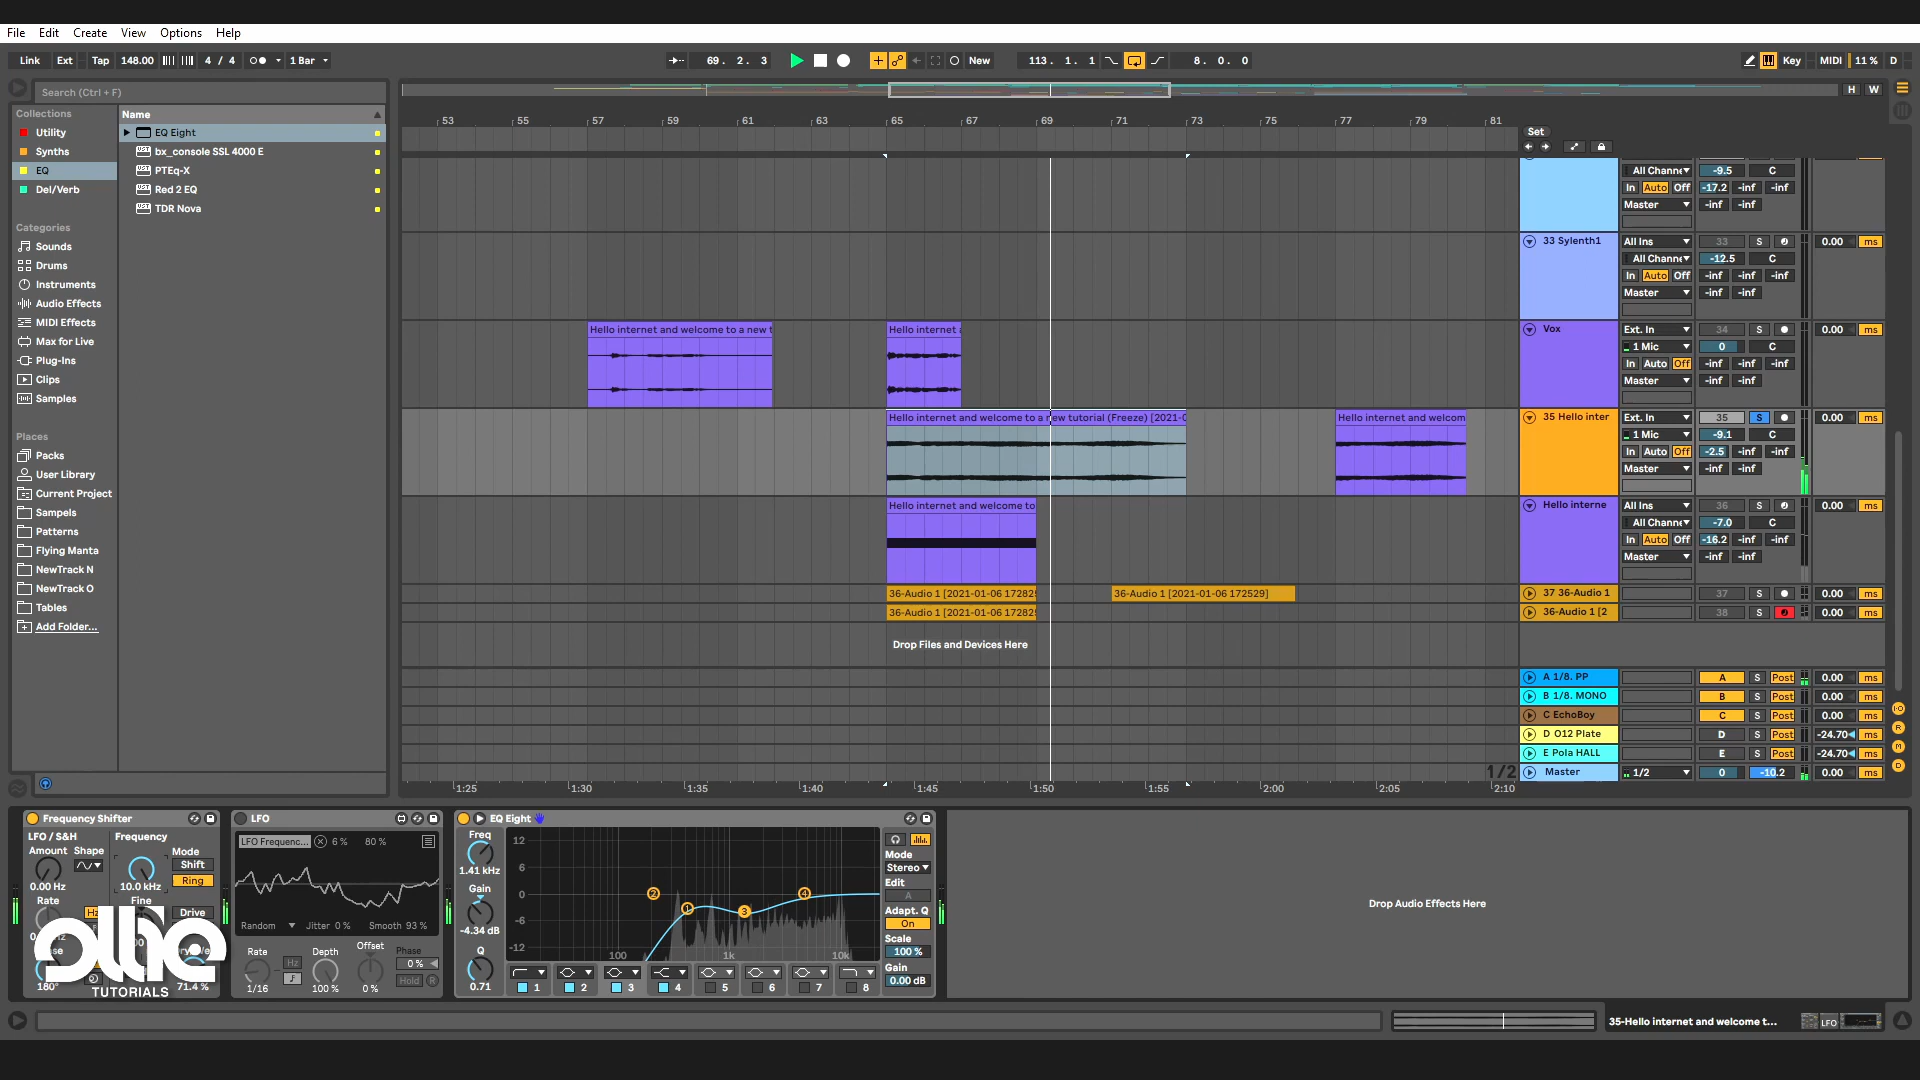 File Edit Create View Options Help
Link Ext Tap 148.00 4 / 4 1 Bar 69. 2. 3 New 113. 1. 1 8. 0. 0 Key MIDI 11 % D
Search (Ctrl + F)
H W
Collections
Utility
Synths
EQ
Del/Verb
Categories
Sounds
Drums
Instruments
Audio Effects
MIDI Effects
Max for Live
Plug-Ins
Clips
Samples
Places
Packs
User Library
Current Project
Sampels
Patterns
Flying Manta
NewTrack N
NewTrack O
Tables
Add Folder...
Name
EQ Eight
bx_console SSL 4000 E
PTEq-X
Red 2 EQ
TDR Nova
53 55 57 59 61 63 65 67 69 71 73 75 77 79 81
Set
All Channe -9.5 C
In Auto Off -17.2 -inf -inf
Master -inf -inf
33 Sylenth1 All Ins 33 S 0.00 ms
All Channe -12.5 C
In Auto Off -inf -inf -inf
Master -inf -inf
Hello internet and welcome to a new t
Hello internet a
Vox Ext. In 34 S 0.00 ms
1 Mic 0 C
In Auto Off -inf -inf -inf
Master -inf -inf
Hello internet and welcome to a new tutorial (Freeze) [2021-0
Hello internet and welcom
35 Hello inter Ext. In 35 S 0.00 ms
1 Mic -9.1 C
In Auto Off -2.5 -inf -inf
Master -inf -inf
Hello internet and welcome to
Hello interne All Ins 36 S 0.00 ms
All Channe -7.0 C
In Auto Off -16.2 -inf -inf
Master -inf -inf
36-Audio 1 [2021-01-06 172825 36-Audio 1 [2021-01-06 172529] 37 36-Audio 1 37 S 0.00 ms
36-Audio 1 [2021-01-06 172825 36-Audio 1 [2 38 S 0.00 ms
Drop Files and Devices Here
A 1/8. PP A S Post 0.00 ms
B 1/8. MONO B S Post 0.00 ms
C EchoBoy C S Post 0.00 ms
D O12 Plate D S Post -24.70 ms
E Pola HALL E S Post -24.70 ms
1/2 Master 1/2 0 -10.2 0.00 ms
1:25 1:30 1:35 1:40 1:45 1:50 1:55 2:00 2:05 2:10
Frequency Shifter
LFO / S&H
Amount Shape
0.00 Hz
Rate
Frequency
10.0 kHz
Fine
Mode
Shift
Ring
Drive
180°
71.4 %
Ollie
TUTORIALS
LFO
LFO Frequenc... 6 % 80 %
Random Jitter 0 % Smooth 93 %
Rate Hz Depth Offset Phase
0 %
Hold R
1/16 100 % 0 %
EQ Eight
Freq
1.41 kHz
Gain
-4.34 dB
Q
0.71
12
6
0
-6
-12
100 1k 10k
1 2 3 4
1 2 3 4 5 6 7 8
Mode
Stereo
Edit
A
Adapt. Q
On
Scale
100 %
Gain
0.00 dB
Drop Audio Effects Here
35-Hello internet and welcome t...
LFO